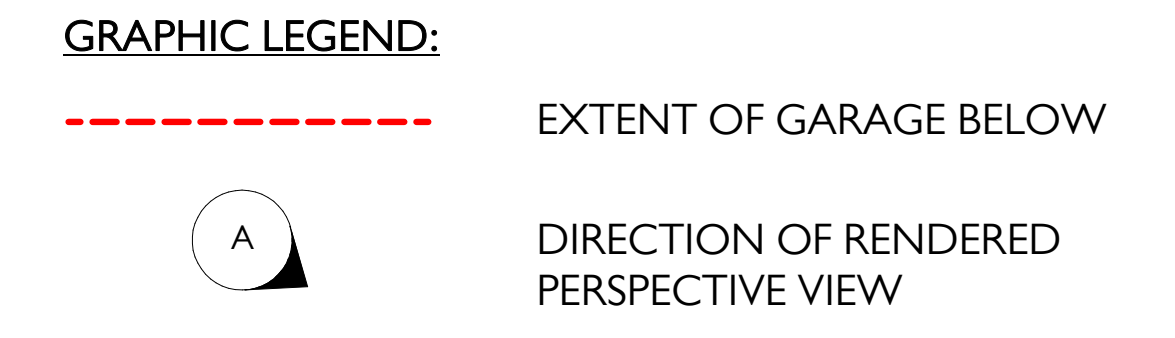 GRAPHIC LEGEND:
EXTENT OF GARAGE BELOW
A
DIRECTION OF RENDERED
PERSPECTIVE VIEW